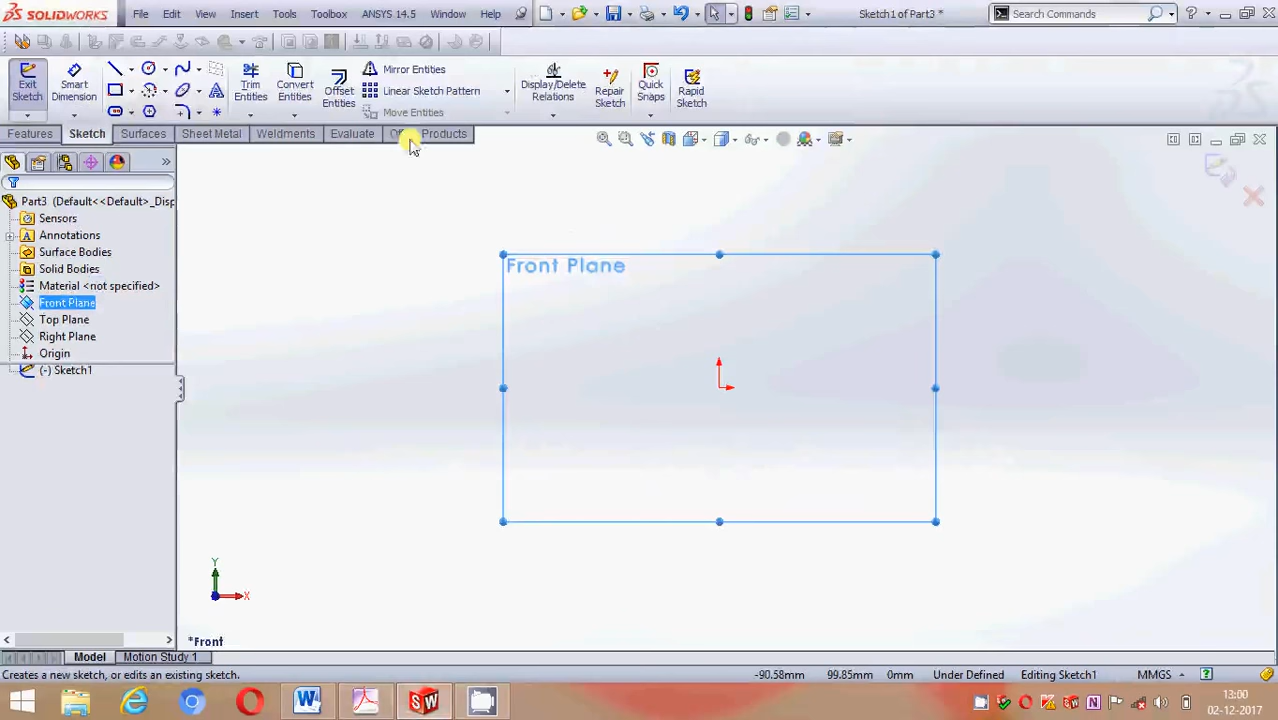 SOLIDWORKS File Edit View Insert Tools Toolbox ANSYS 14.5 Window Help Sketch1 of Part3 * Search Commands
Exit Sketch
Smart Dimension
Trim Entities
Convert Entities
Offset Entities
Mirror Entities
Linear Sketch Pattern
Move Entities
Display/Delete Relations
Repair Sketch
Quick Snaps
Rapid Sketch
Features Sketch Surfaces Sheet Metal Weldments Evaluate Products
Part3 (Default<<Default>_Disp
Sensors
Annotations
Surface Bodies
Solid Bodies
Material <not specified>
Front Plane
Top Plane
Right Plane
Origin
(-) Sketch1
Front Plane
Y
X
*Front
Model Motion Study 1
Creates a new sketch, or edits an existing sketch. -90.58mm 99.85mm 0mm Under Defined Editing Sketch1 MMGS
13:00
02-12-2017